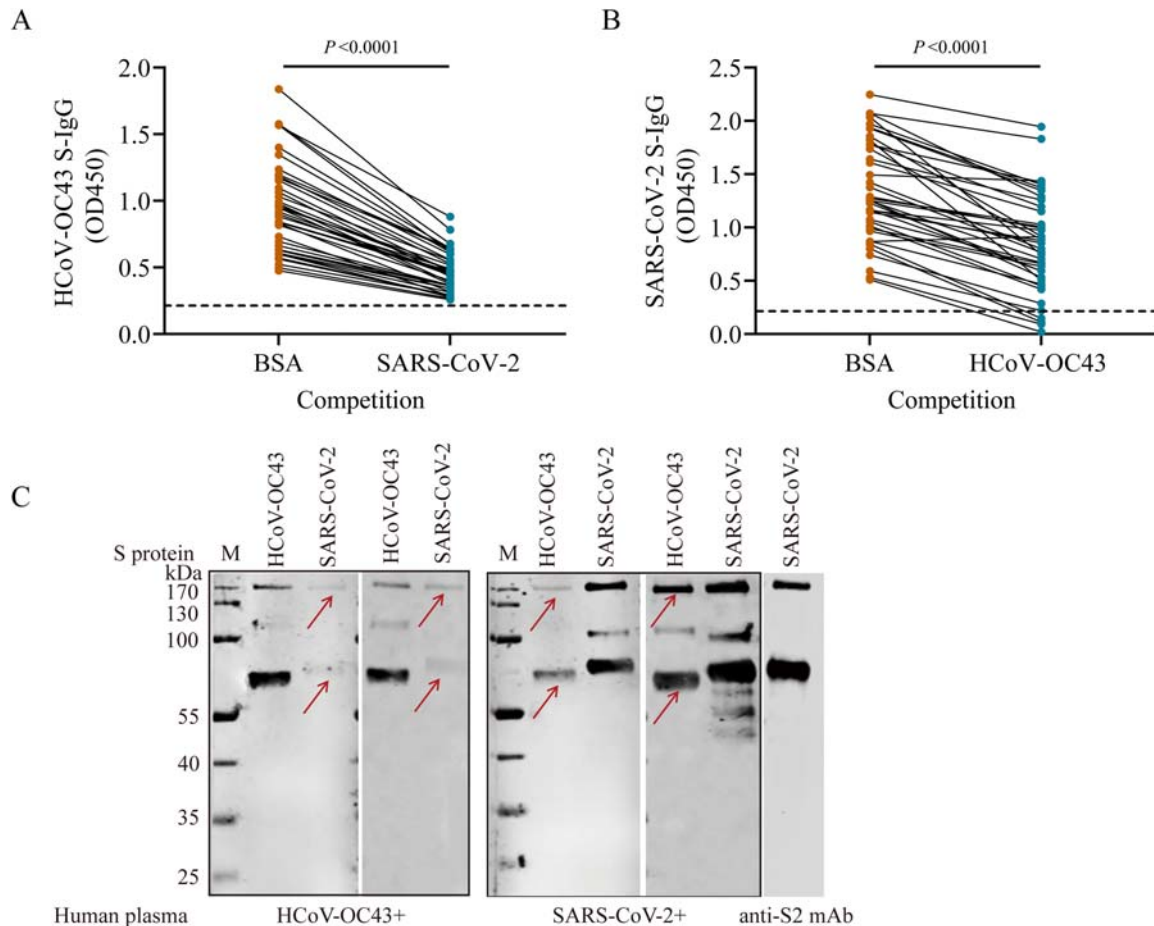 A
P<0.0001
HCoV-OC43 S-IgG
(OD450)
2.0
1.5
1.0
0.5
0.0
BSA
SARS-CoV-2
Competition
B
P<0.0001
SARS-CoV-2 S-IgG
(OD450)
2.5
2.0
1.5
1.0
0.5
0.0
BSA
HCoV-OC43
Competition
C
S protein
kDa
M
HCoV-OC43
SARS-CoV-2
HCoV-OC43
SARS-CoV-2
M
HCoV-OC43
SARS-CoV-2
HCoV-OC43
SARS-CoV-2
SARS-CoV-2
170
130
100
55
40
35
25
Human plasma
HCoV-OC43+
SARS-CoV-2+
anti-S2 mAb